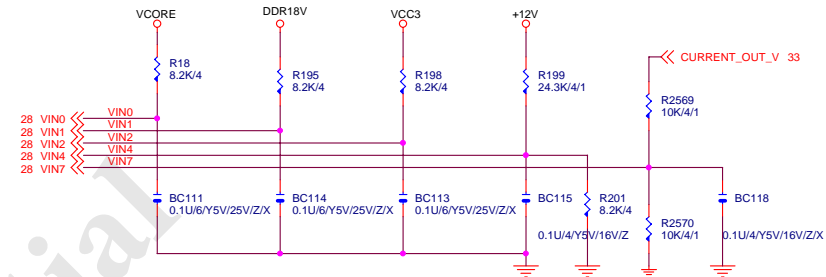 VCORE
DDR18V
VCC3
+12V
R18
8.2K/4
R195
8.2K/4
R198
8.2K/4
R199
24.3K/4/1
CURRENT_OUT_V 33
R2569
10K/4/1
28 VIN0
VIN0
28 VIN1
VIN1
28 VIN2
VIN2
28 VIN4
VIN4
28 VIN7
VIN7
BC111
0.1U/6/Y5V/25V/Z/X
BC114
0.1U/6/Y5V/25V/Z/X
BC113
0.1U/6/Y5V/25V/Z/X
BC115
0.1U/4/Y5V/16V/Z
R201
8.2K/4
R2570
10K/4/1
BC118
0.1U/4/Y5V/16V/Z/X
ial